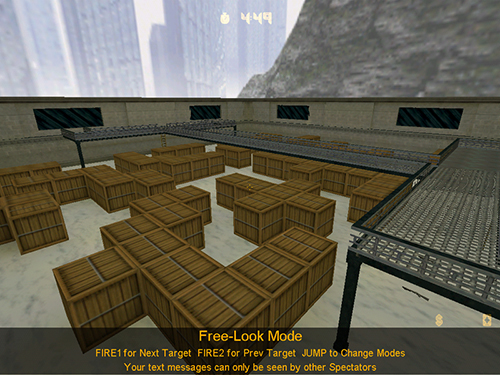 4:49
Free-Look Mode
FIRE1 for Next Target FIRE2 for Prev Target JUMP to Change Modes
Your text messages can only be seen by other Spectators
$